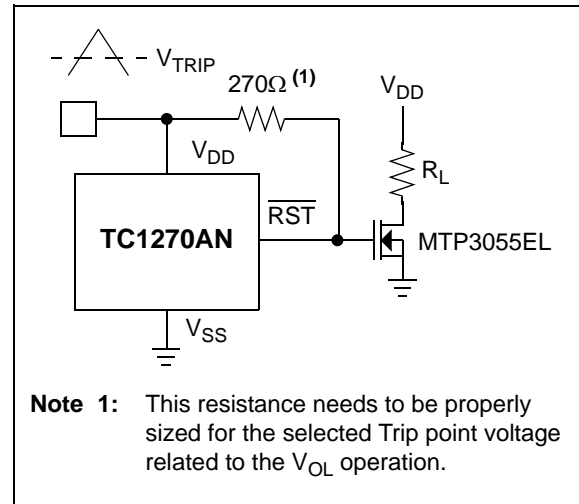 V_TRIP
270Ω (1)
V_DD
V_DD
R_L
R̅S̅T̅
TC1270AN
MTP3055EL
V_SS
Note 1: This resistance needs to be properly
sized for the selected Trip point voltage
related to the V_OL operation.